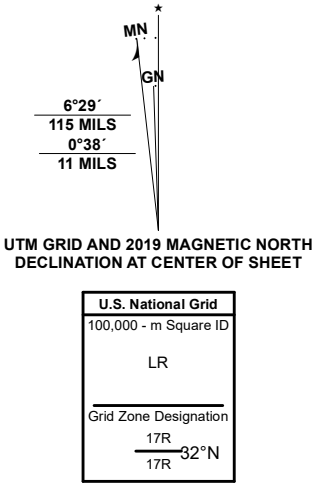 MN
GN
6°29´
115 MILS
0°38´
11 MILS
UTM GRID AND 2019 MAGNETIC NORTH
DECLINATION AT CENTER OF SHEET
U.S. National Grid
100,000 - m Square ID
LR
Grid Zone Designation
17R
32°N
17R